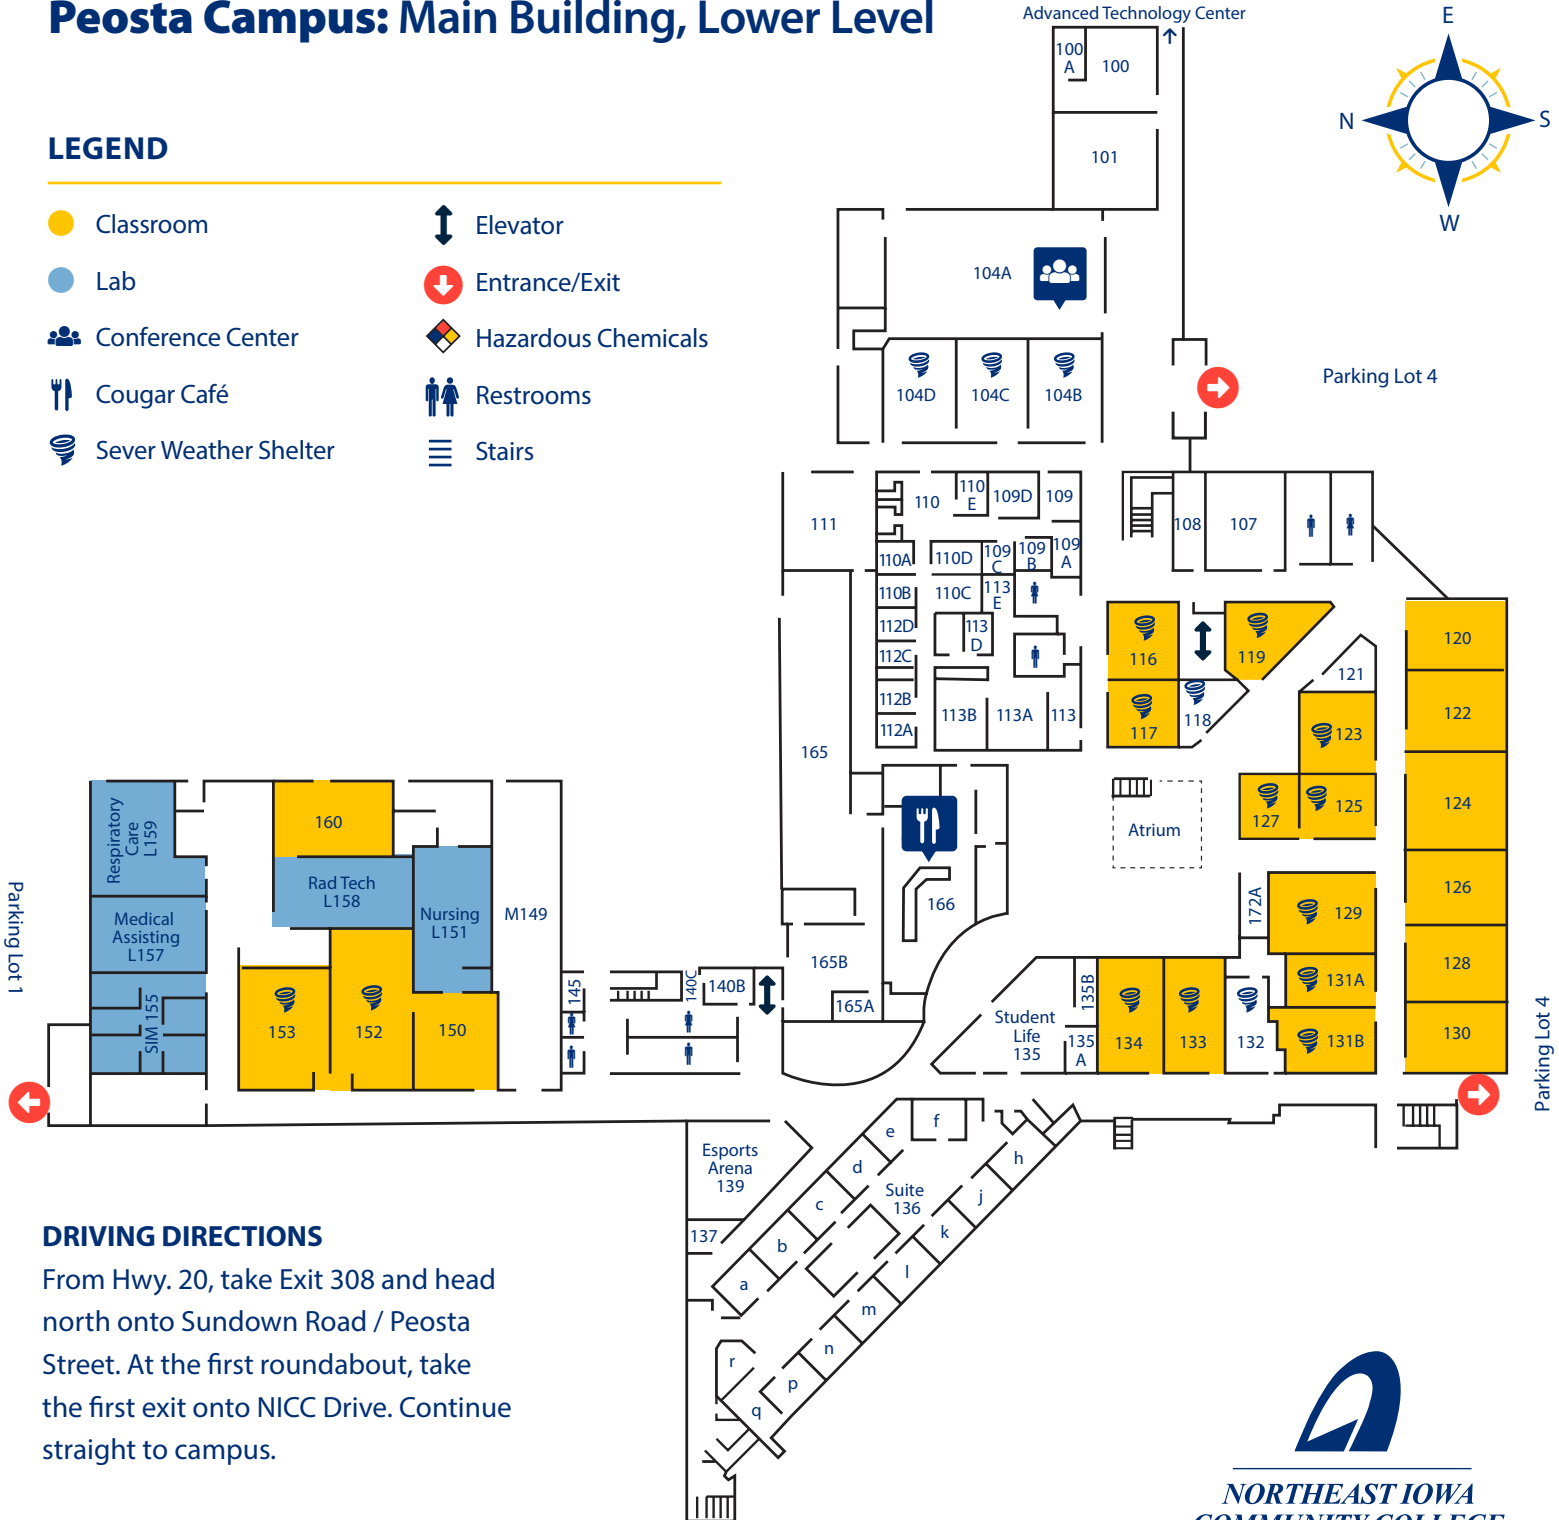 Peosta Campus: Main Building, Lower Level
Advanced Technology Center
E
N
S
W
LEGEND
Classroom
Lab
Conference Center
Cougar Café
Sever Weather Shelter
Elevator
Entrance/Exit
Hazardous Chemicals
Restrooms
Stairs
100
A
100
101
104A
104D
104C
104B
Parking Lot 4
111
110
110
E
109D
109
108
107
110A
110D
109
C
109
B
109
A
110B
110C
113
E
112D
113
D
112C
112B
112A
113B
113A
113
116
119
117
118
121
120
122
123
124
125
127
Atrium
126
165
166
172A
129
128
131A
131B
130
Respiratory
Care
L159
160
Rad Tech
L158
Nursing
L151
M149
Medical
Assisting
L157
SIM 155
153
152
150
145
140C
140B
165B
165A
Student
Life
135
135B
135
A
134
133
132
Parking Lot 1
Parking Lot 4
Esports
Arena
139
137
Suite
136
a
b
c
d
e
f
h
j
k
l
m
n
p
q
r
DRIVING DIRECTIONS
From Hwy. 20, take Exit 308 and head
north onto Sundown Road / Peosta
Street. At the first roundabout, take
the first exit onto NICC Drive. Continue
straight to campus.
NORTHEAST IOWA
COMMUNITY COLLEGE